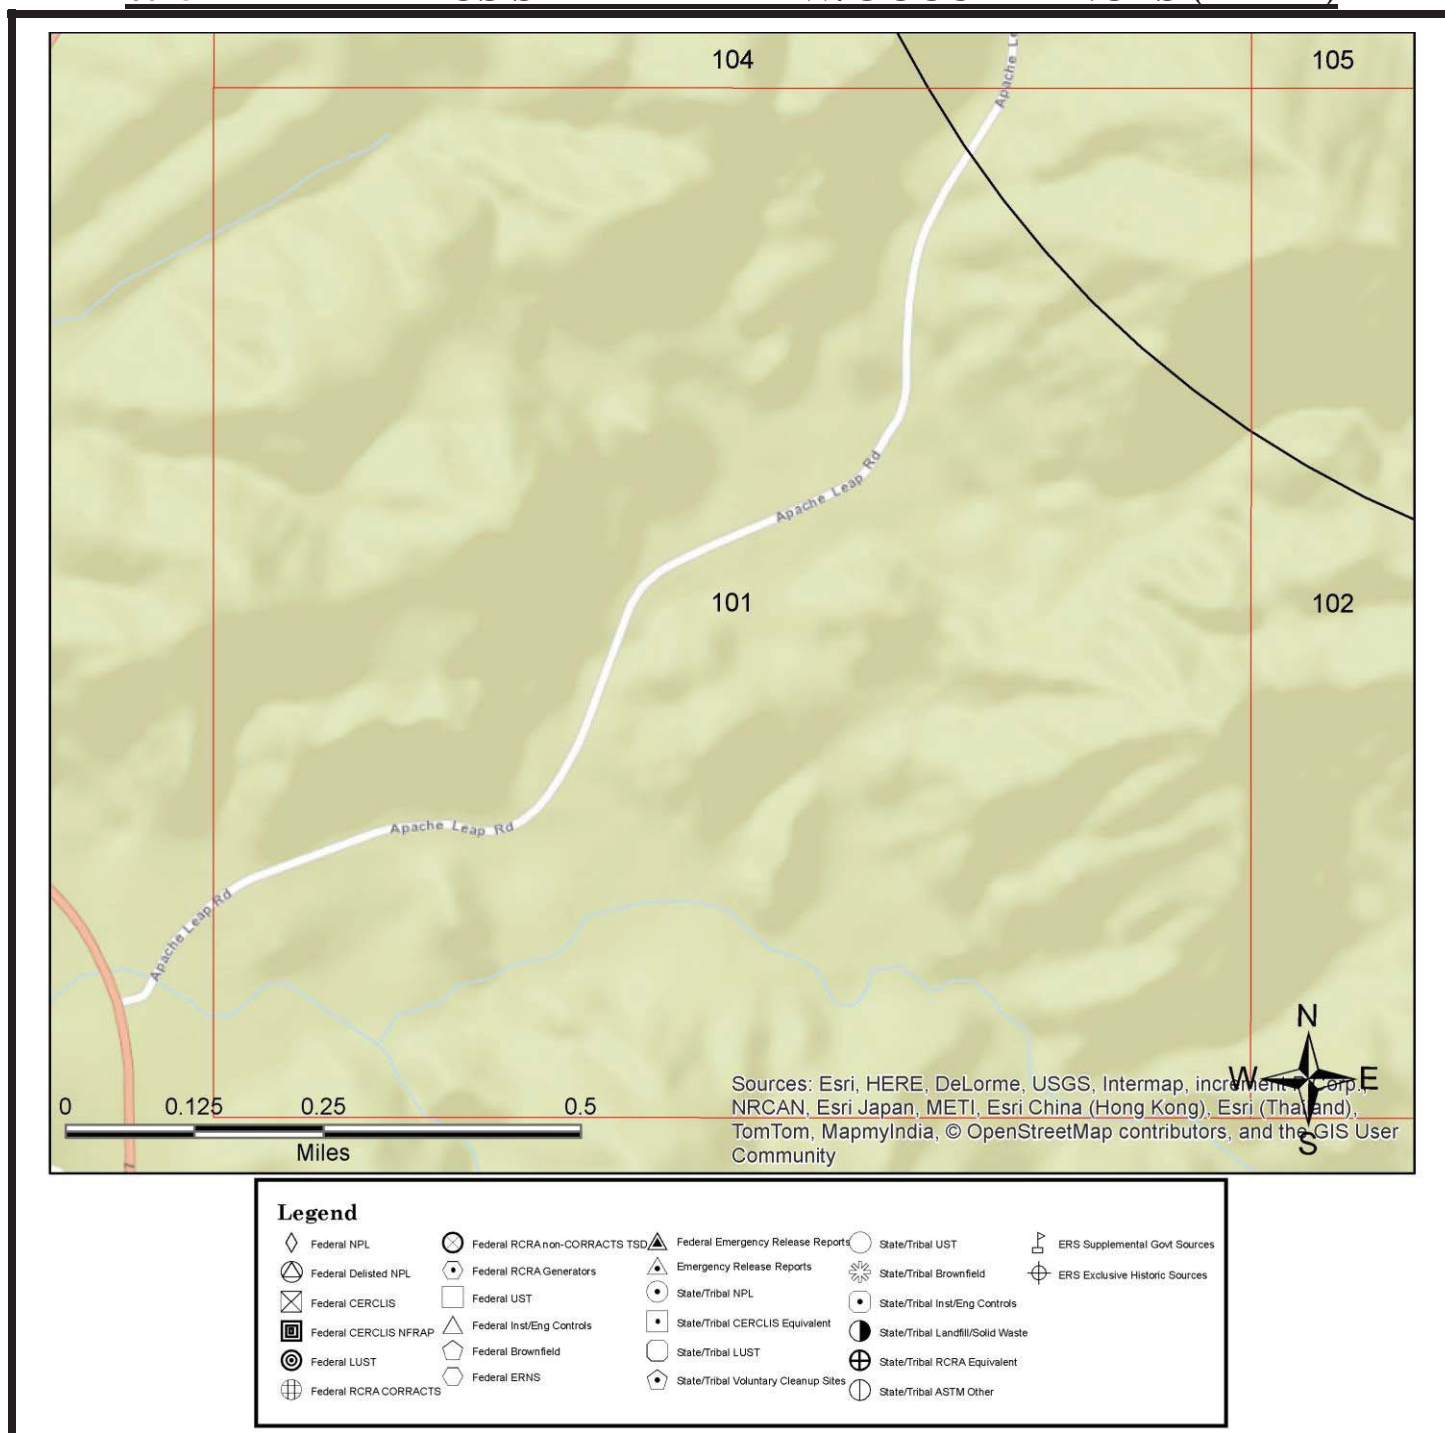 104
105
Apache Le
Apache Leap Rd
101
102
Apache Leap Rd
Apache Leap Rd
N
W E
S
0 0.125 0.25 0.5
Miles
Sources: Esri, HERE, DeLorme, USGS, Intermap, increment P Corp.,
NRCAN, Esri Japan, METI, Esri China (Hong Kong), Esri (Thailand),
TomTom, MapmyIndia, © OpenStreetMap contributors, and the GIS User
Community
Legend
Federal NPL
Federal Delisted NPL
Federal CERCLIS
Federal CERCLIS NFRAP
Federal LUST
Federal RCRA CORRACTS
Federal RCRA non-CORRACTS TSD
Federal RCRA Generators
Federal UST
Federal Inst/Eng Controls
Federal Brownfield
Federal ERNS
Federal Emergency Release Reports
Emergency Release Reports
State/Tribal NPL
State/Tribal CERCLIS Equivalent
State/Tribal LUST
State/Tribal Voluntary Cleanup Sites
State/Tribal UST
State/Tribal Brownfield
State/Tribal Inst/Eng Controls
State/Tribal Landfill/Solid Waste
State/Tribal RCRA Equivalent
State/Tribal ASTM Other
ERS Supplemental Govt Sources
ERS Exclusive Historic Sources